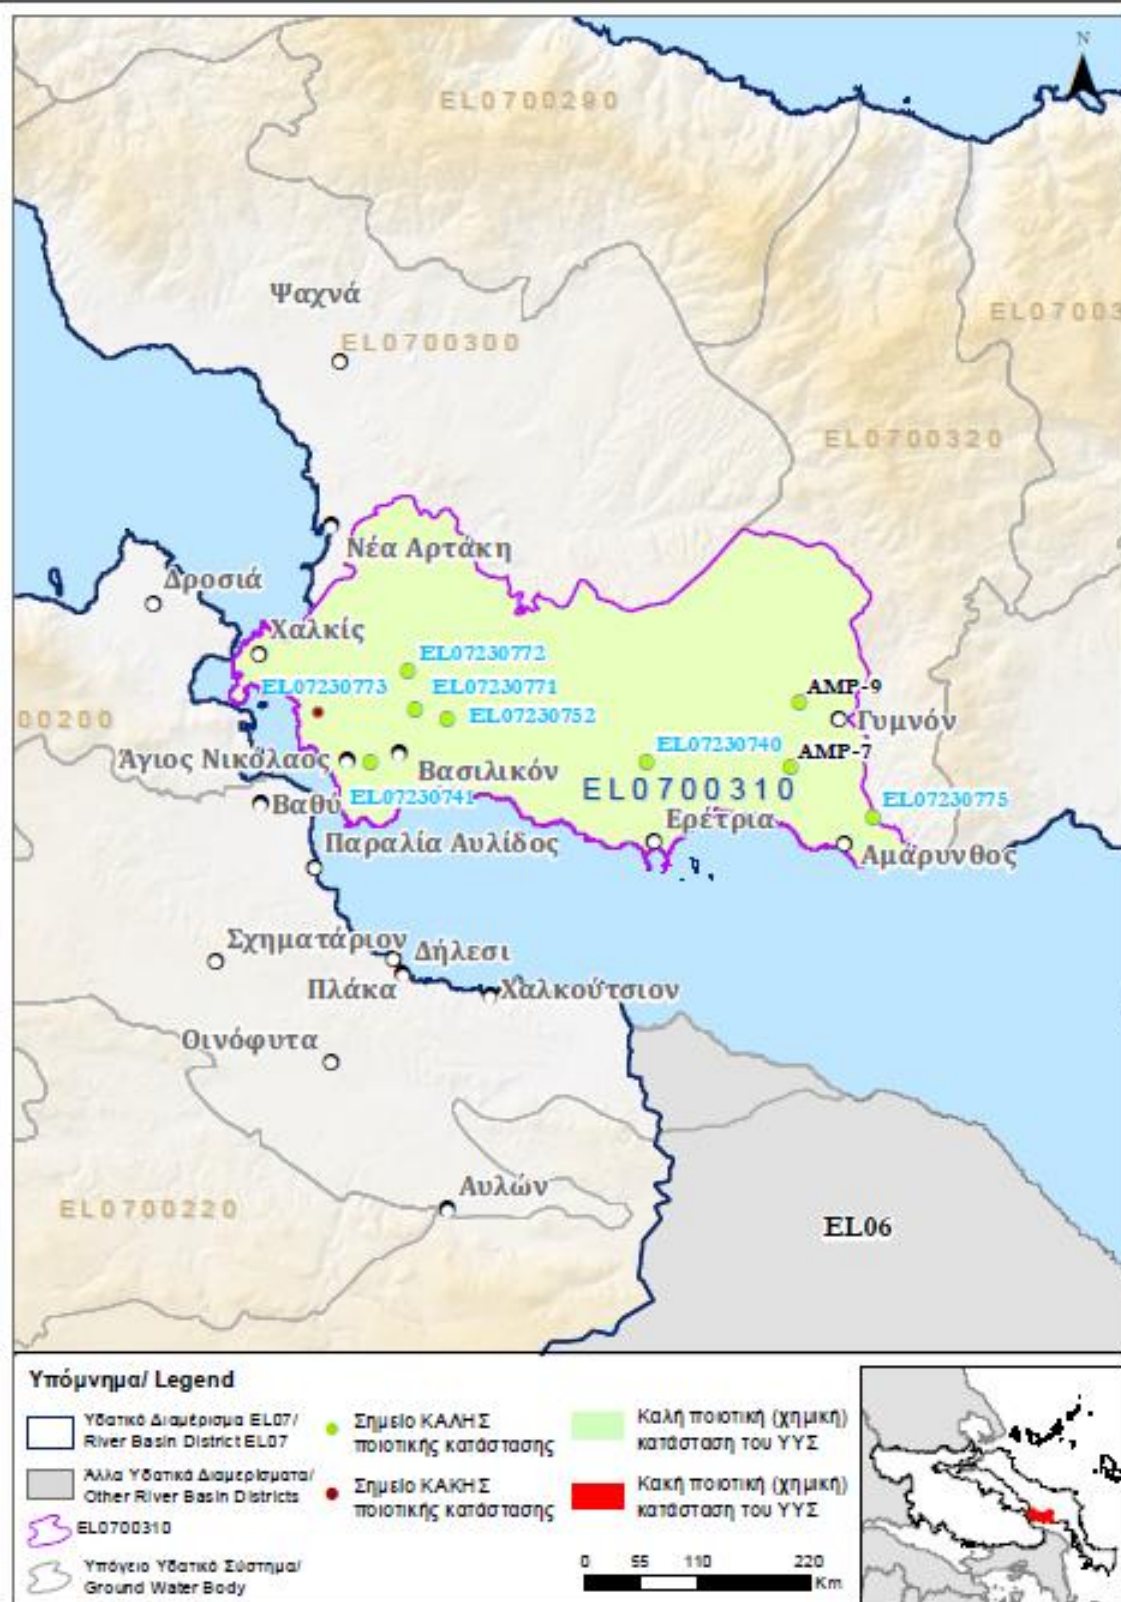 N
EL0700290
Ψαχνά
EL0700300
EL07003
EL0700320
Νέα Αρτάκη
Δροσιά
Χαλκίς
EL07230772
EL07230773
EL07230771
AMP-9
00200
EL07230752
Γυμνόν
EL07230740
AMP-7
Άγιος Νικόλαος
Βασιλικόν
EL0700310
EL07230741
EL07230775
Βαθύ
Ερέτρια
Παραλία Αυλίδος
Αμάρυνθος
Σχηματάριον
Δήλεσι
Πλάκα
Χαλκούτσιον
Οινόφυτα
Αυλών
EL0700220
EL06
Υπόμνημα/ Legend
Υδατικό Διαμέρισμα EL07/
River Basin District EL07
Άλλα Υδατικά Διαμερίσματα/
Other River Basin Districts
EL0700310
Υπόγειο Υδατικό Σύστημα/
Ground Water Body
Σημείο ΚΑΛΗΣ
ποιοτικής κατάστασης
Σημείο ΚΑΚΗΣ
ποιοτικής κατάστασης
Καλή ποιοτική (χημική)
κατάσταση του ΥΥΣ
Κακή ποιοτική (χημική)
κατάσταση του ΥΥΣ
0 55 110 220
Km